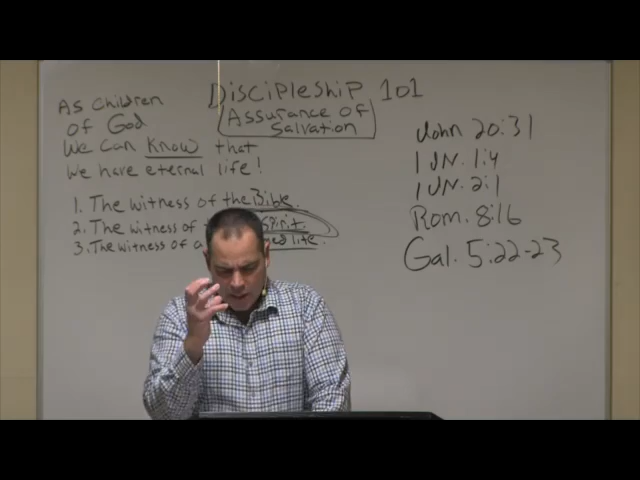 Discipleship 101
Assurance of
Salvation
As Children
of God
We can know that
we have eternal life!
1. The witness of the Bible.
2. The witness of Spirit.
3. The witness of a life.
John 20:31
1 JN. 1:4
1 JN. 2:1
Rom. 8:16
Gal. 5:22-23